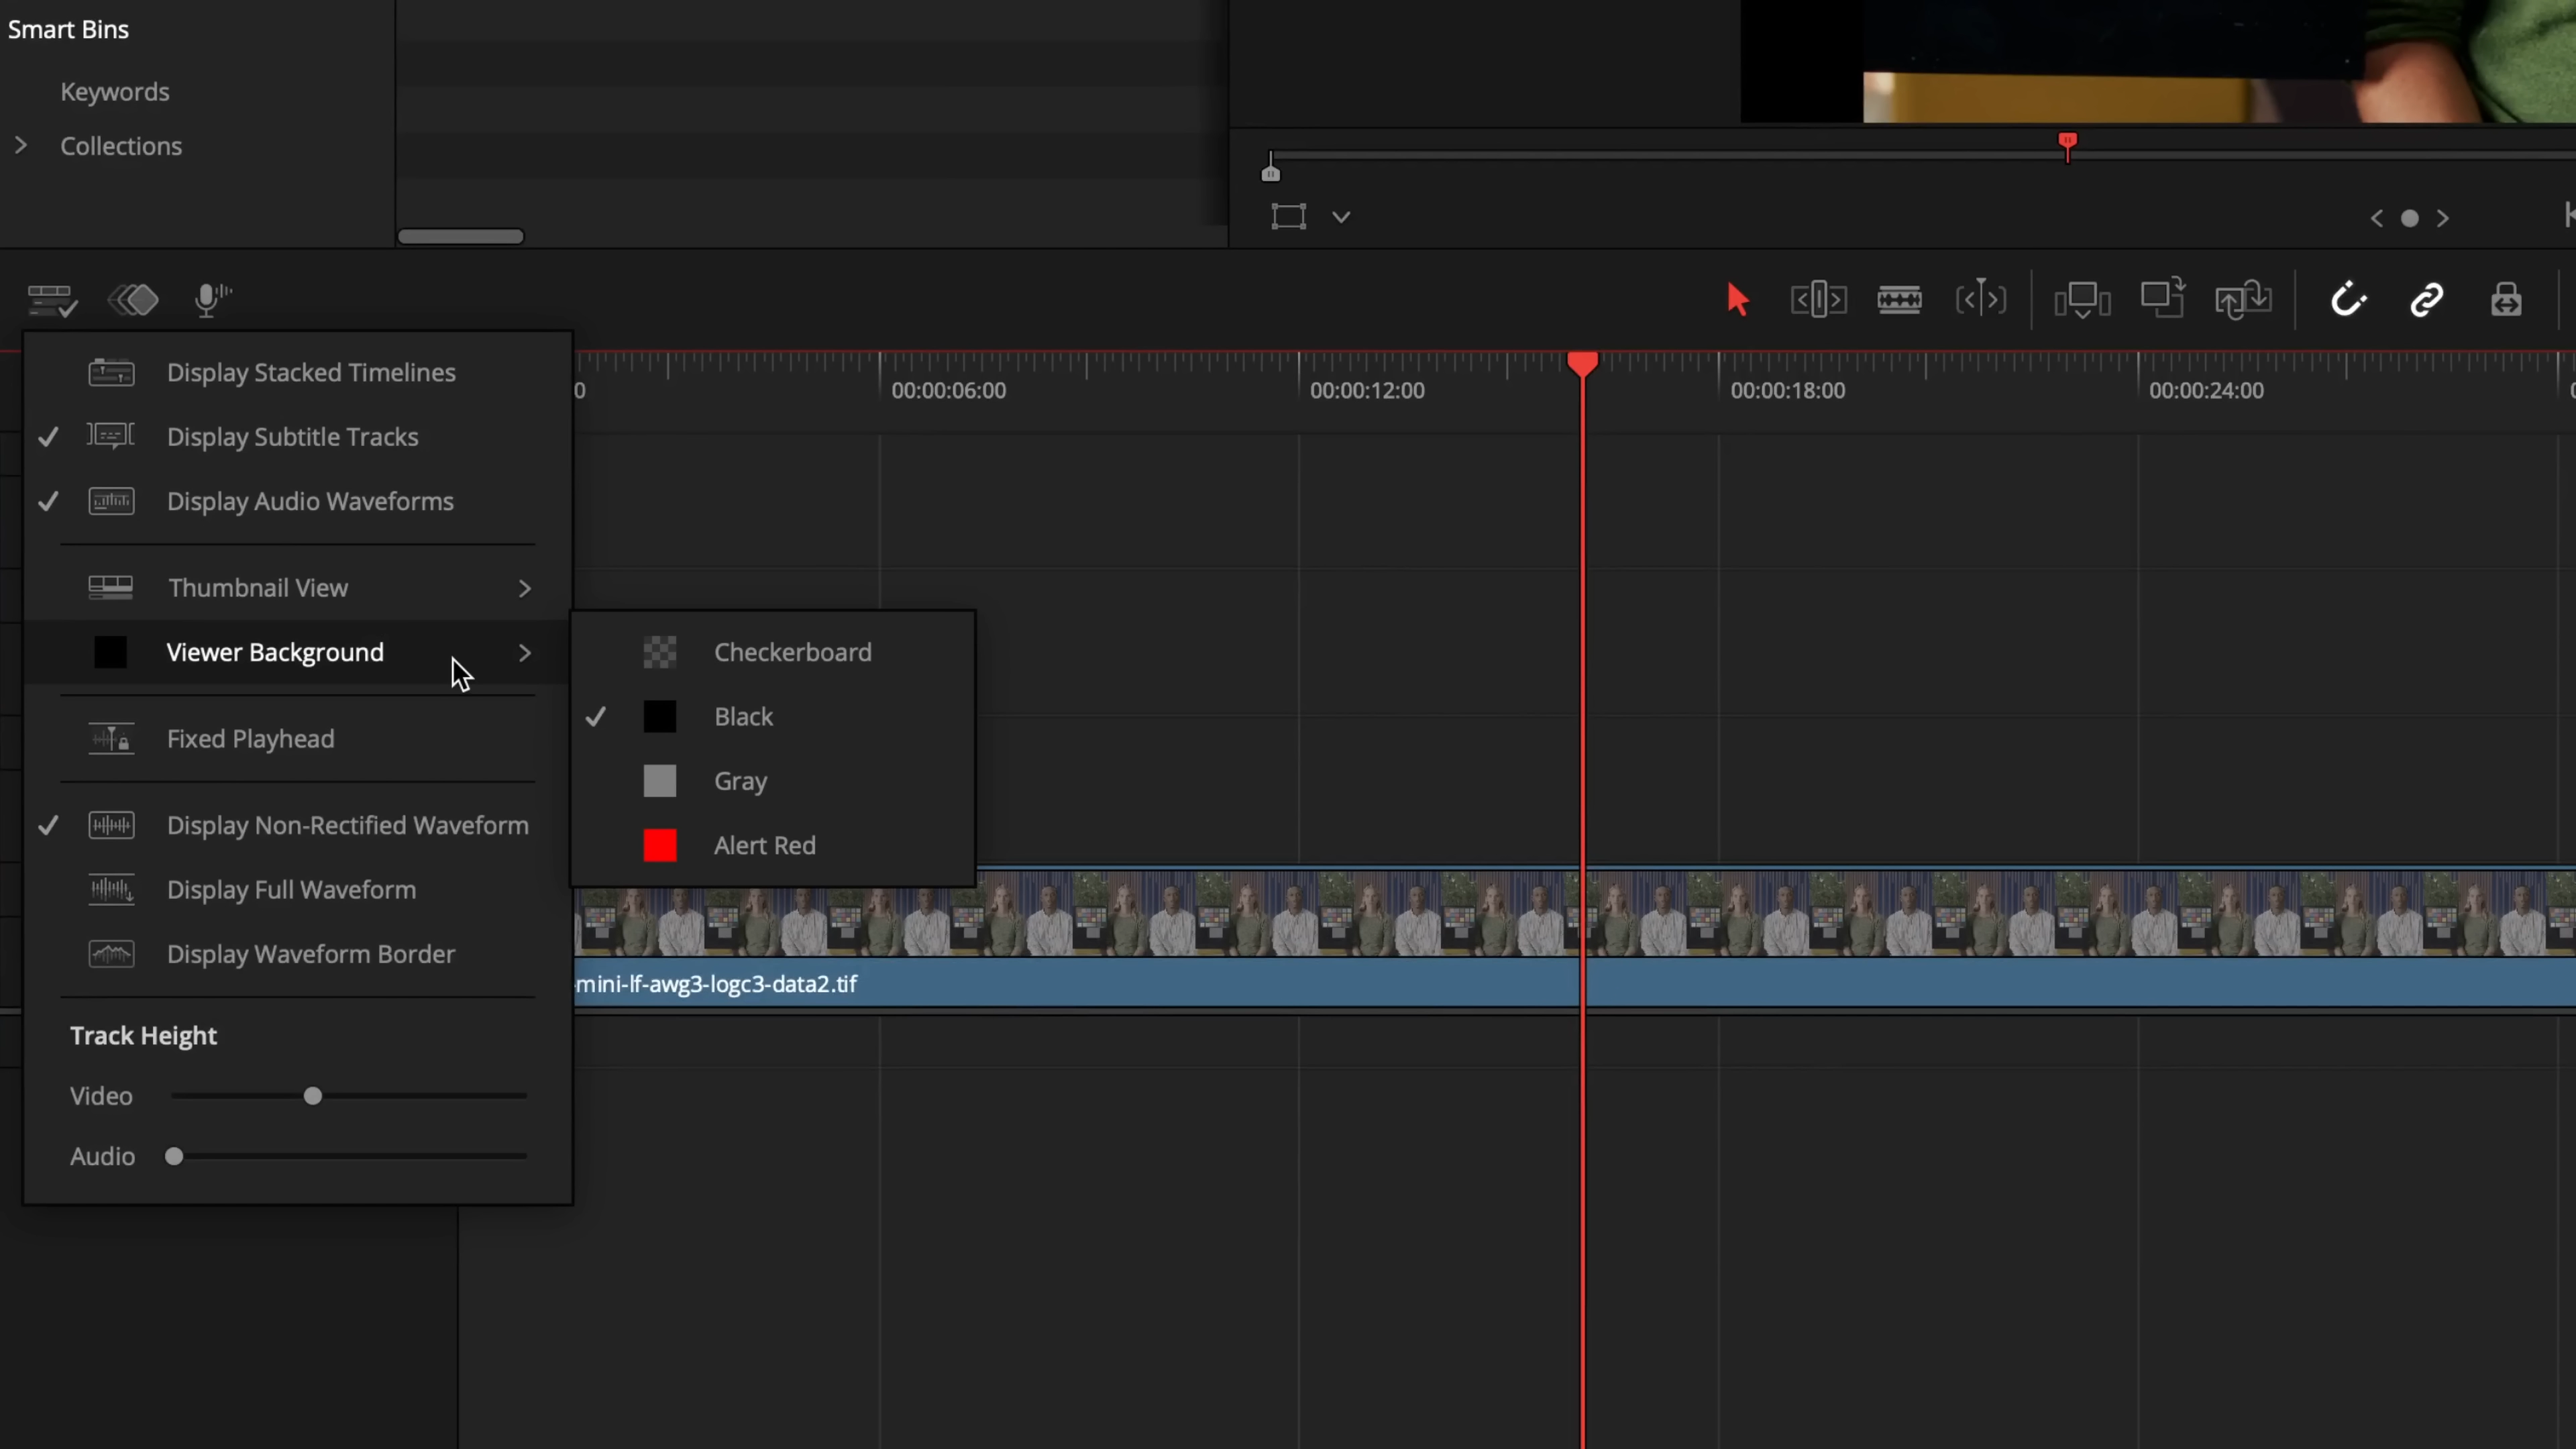 Smart Bins
Keywords
Collections
Display Stacked Timelines
Display Subtitle Tracks
Display Audio Waveforms
Thumbnail View
Viewer Background
Fixed Playhead
Display Non-Rectified Waveform
Display Full Waveform
Display Waveform Border
Track Height
Video
Audio
Checkerboard
Black
Gray
Alert Red
0 00:00:06:00 00:00:12:00 00:00:18:00 00:00:24:00
-mini-lf-awg3-logc3-data2.tif